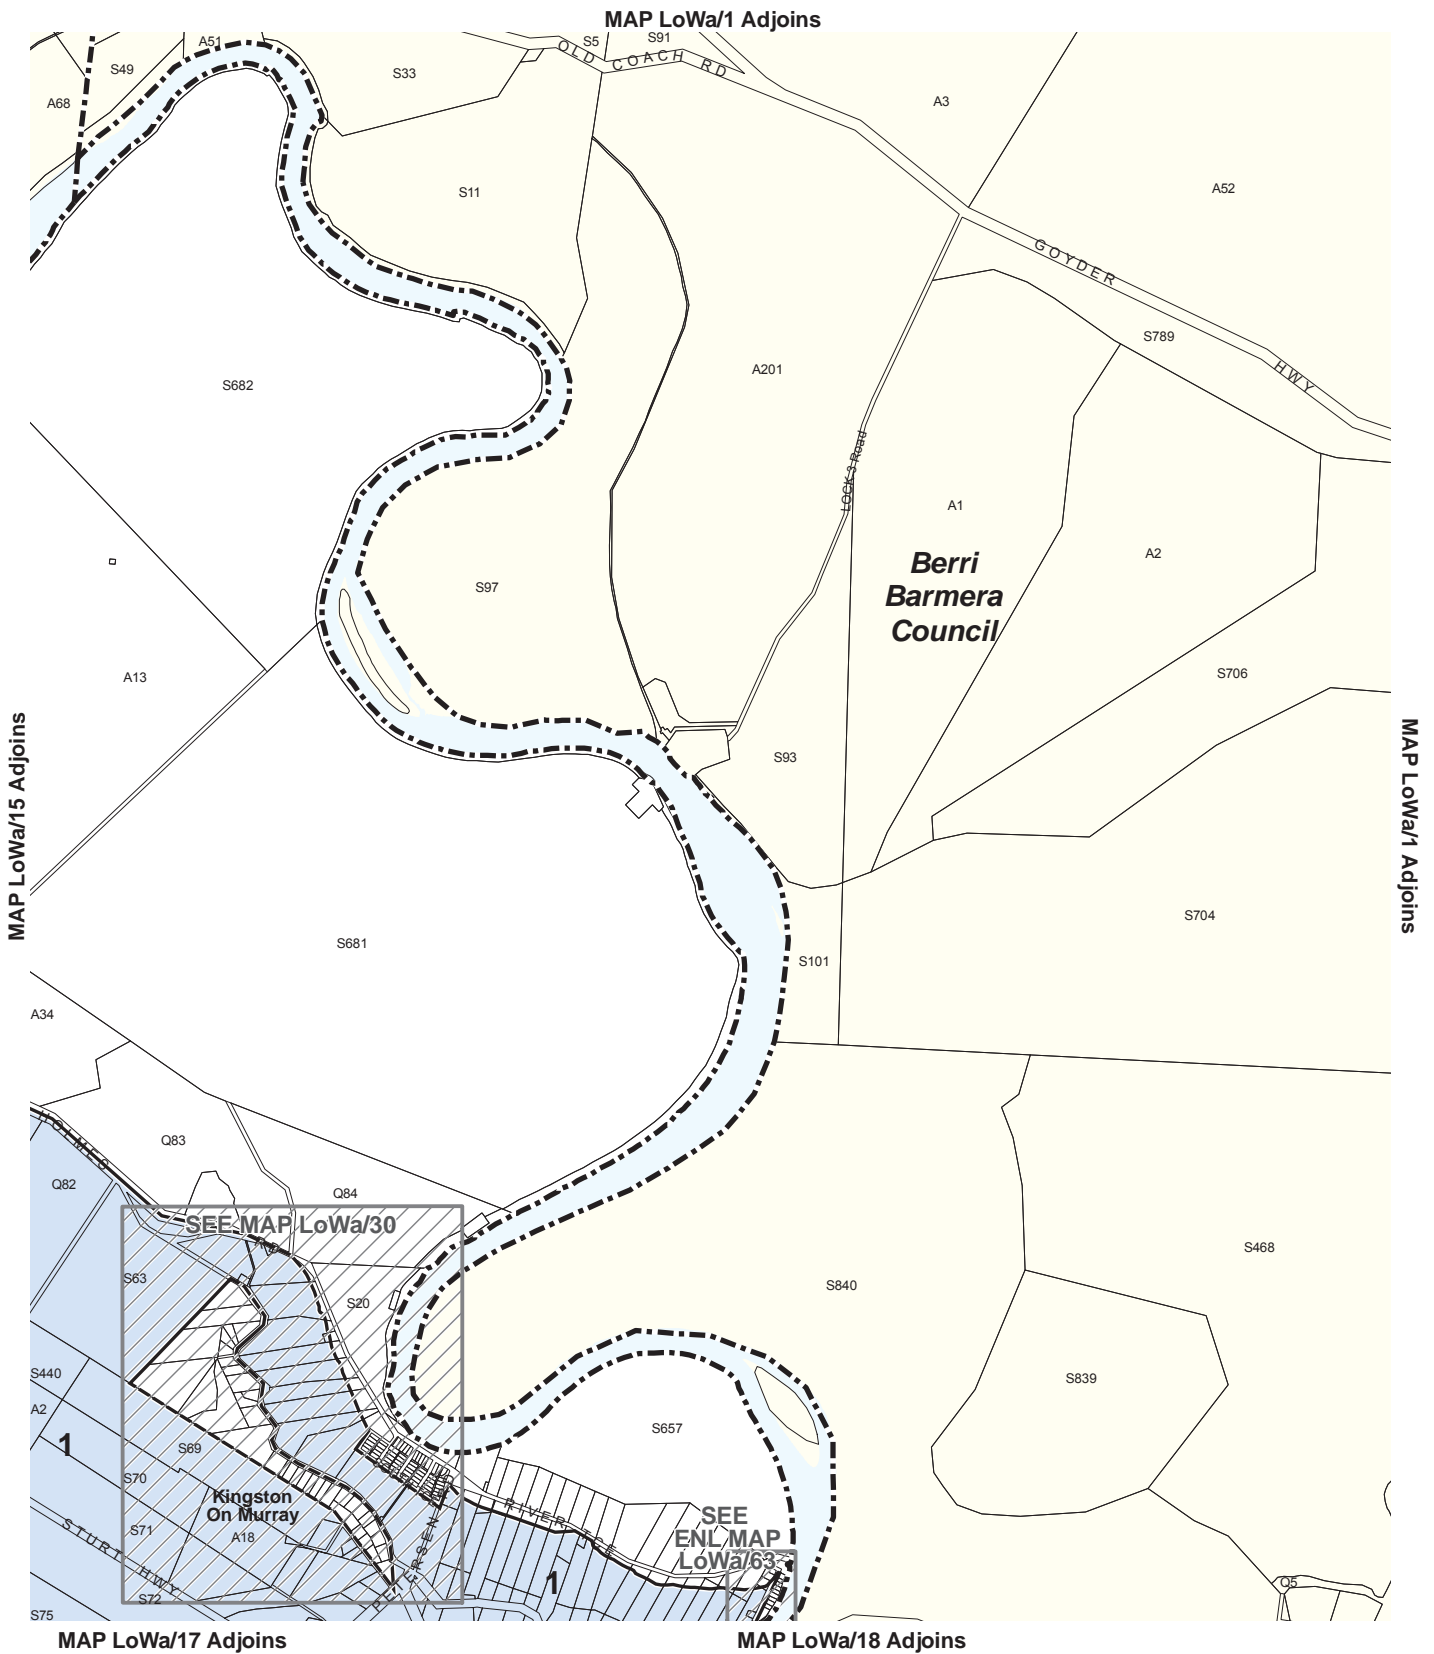 MAP LoWa/1 Adjoins
A51
S5
S91
OLD COACH RD
S49
S33
A68
A3
S11
A52
GOYDER
S789
A201
HWY
S682
LOCK 3 Road
A1
A2
Berri
Barmera
Council
S97
S706
A13
MAP LoWa/15 Adjoins
MAP LoWa/1 Adjoins
S93
S704
S681
S101
A34
HOLMES
Q83
Q82
Q84
SEE MAP LoWa/30
RD
S468
S63
S840
S20
S440
S839
A2
S657
1
S69
S70
Kingston
On Murray
RIVER TCE
SEE
ENL MAP
LoWa/63
STURT HWY
S71
A18
PETERSEN
1
Q5
S72
S75
MAP LoWa/17 Adjoins
MAP LoWa/18 Adjoins